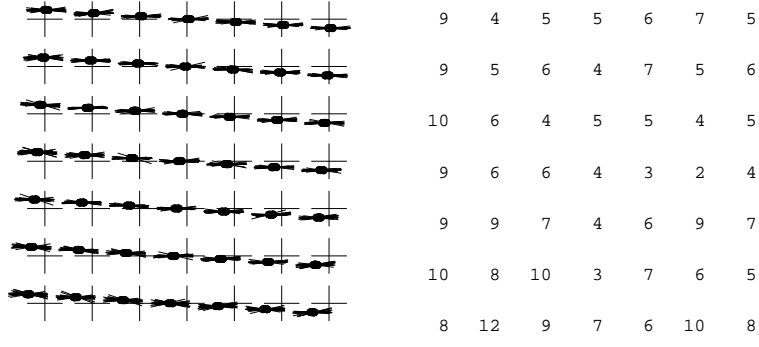 9 4 5 5 6 7 5
9 5 6 4 7 5 6
10 6 4 5 5 4 5
9 6 6 4 3 2 4
9 9 7 4 6 9 7
10 8 10 3 7 6 5
8 12 9 7 6 10 8